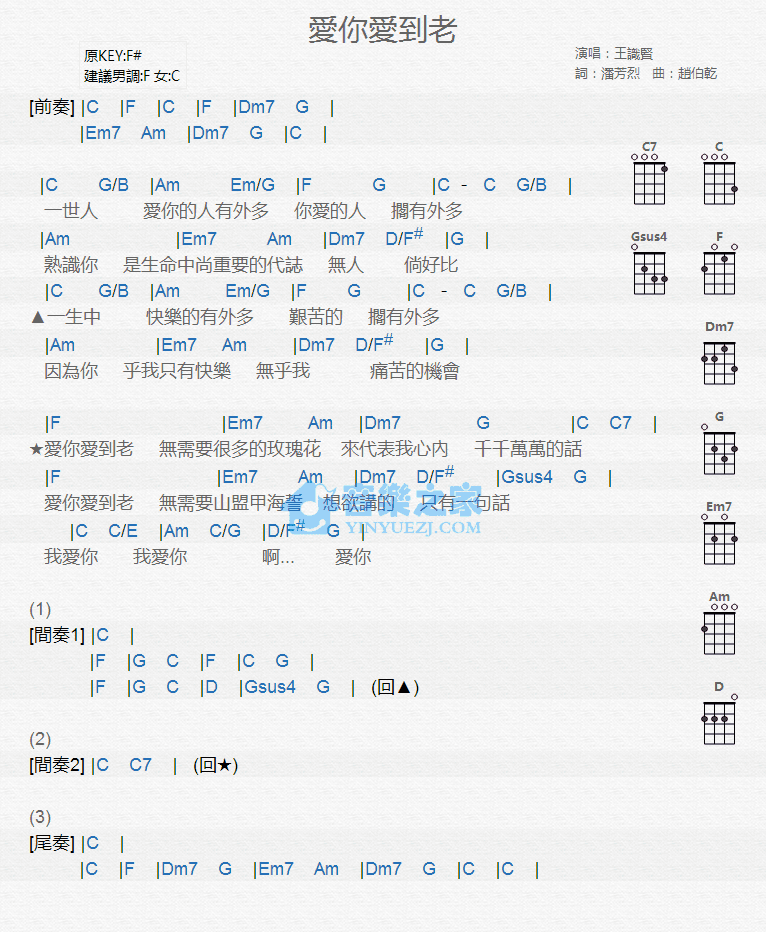 愛你愛到老
原KEY:F#
建議男調:F 女:C
演唱：王識賢
詞：潘芳烈　曲：趙伯乾
[前奏] |C |F |C |F |Dm7 G |
|Em7 Am |Dm7 G |C |
|C G/B |Am Em/G |F G |C - C G/B |
一世人 愛你的人有外多 你愛的人 擱有外多
|Am |Em7 Am |Dm7 D/F# |G |
熟識你 是生命中尚重要的代誌 無人 倘好比
|C G/B |Am Em/G |F G |C - C G/B |
▲一生中 快樂的有外多 艱苦的 擱有外多
|Am |Em7 Am |Dm7 D/F# |G |
因為你 乎我只有快樂 無乎我 痛苦的機會
|F |Em7 Am |Dm7 G |C C7 |
★愛你愛到老 無需要很多的玫瑰花 來代表我心內 千千萬萬的話
|F |Em7 Am |Dm7 D/F# |Gsus4 G |
愛你愛到老 無需要山盟甲海誓 想欲講的 只有一句話
|C C/E |Am C/G |D/F# G |
我愛你 我愛你 啊... 愛你
(1)
[間奏1] |C |
|F |G C |F |C G |
|F |G C |D |Gsus4 G | (回▲)
(2)
[間奏2] |C C7 | (回★)
(3)
[尾奏] |C |
|C |F |Dm7 G |Em7 Am |Dm7 G |C |C |
C7 C
Gsus4 F
Dm7
G
Em7
Am
D
音樂之家
YINYUEZJ.COM